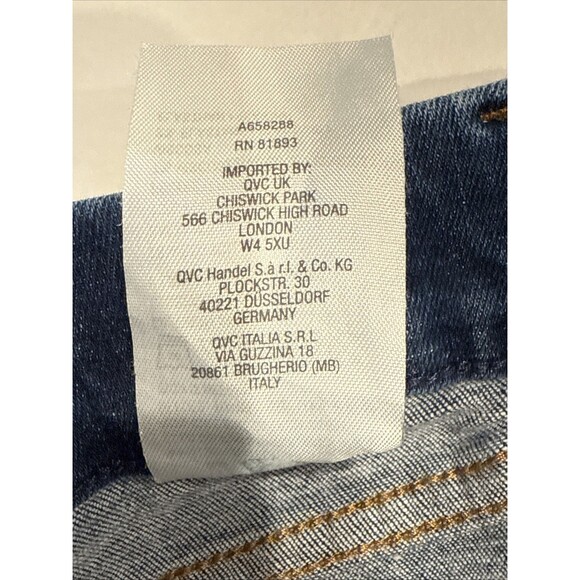 A658288
RN 81893
IMPORTED BY:
QVC UK
CHISWICK PARK
566 CHISWICK HIGH ROAD
LONDON
W4 5XU
QVC Handel S.à r.l. & Co. KG
PLOCKSTR. 30
40221 DÜSSELDORF
GERMANY
QVC ITALIA S.R.L
VIA GUZZINA 18
20861 BRUGHERIO (MB)
ITALY